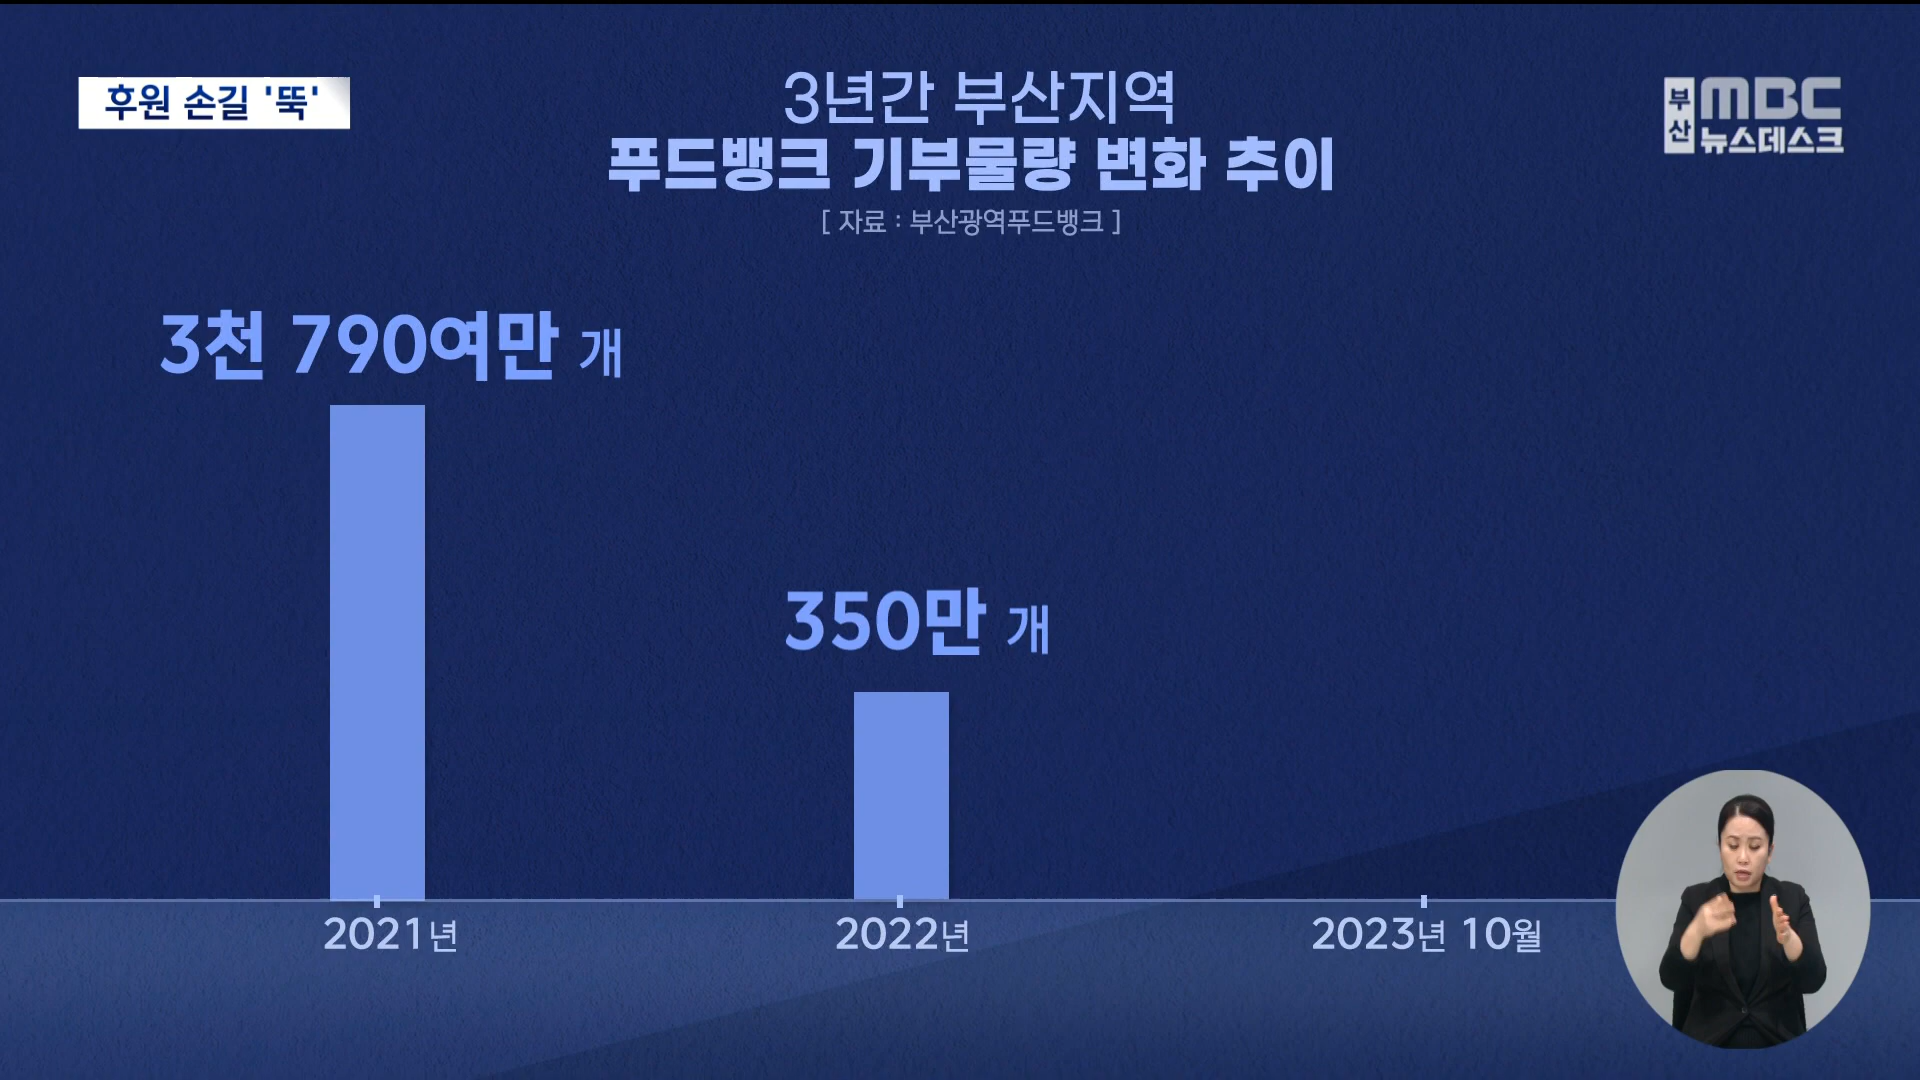 후원 손길 '뚝'
3년간 부산지역
푸드뱅크 기부물량 변화 추이
[ 자료 : 부산광역푸드뱅크 ]
부산 MBC
뉴스데스크
3천 790여만 개
350만 개
2021년
2022년
2023년 10월